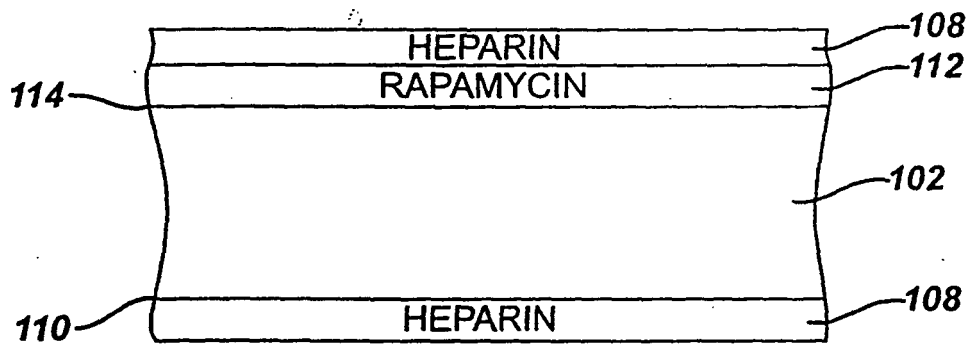 HEPARIN 108
RAPAMYCIN 112
114
102
110 HEPARIN 108